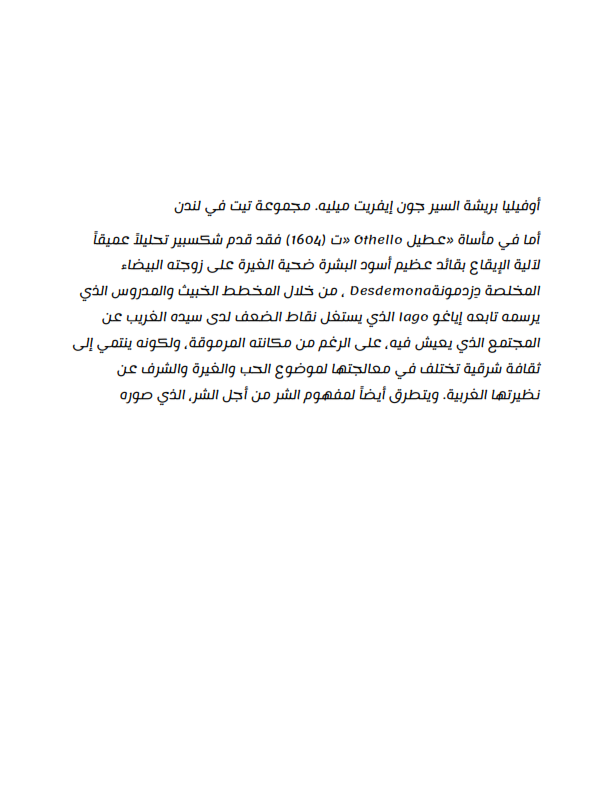 أوفيليا بريشة السير جون إيفريت ميليه. مجموعة تيت في لندن
أما في مأساة «عطيل Othello «ت (1604) فقد قدم شكسبير تحليلاً عميقاً
لآلية الإيقاع بقائد عظيم أسود البشرة ضحية الغيرة على زوجته البيضاء
المخلصة دِزدمونةDesdemona ، من خلال المخطط الخبيث والمدروس الذي
يرسمه تابعه إياغو Iago الذي يستغل نقاط الضعف لدى سيده الغريب عن
المجتمع الذي يعيش فيه، على الرغم من مكانته المرموقة، ولكونه ينتمي إلى
ثقافة شرقية تختلف في معالجتها لموضوع الحب والغيرة والشرف عن
نظيرتها الغربية. ويتطرق أيضاً لمفهوم الشر من أجل الشر، الذي صوره